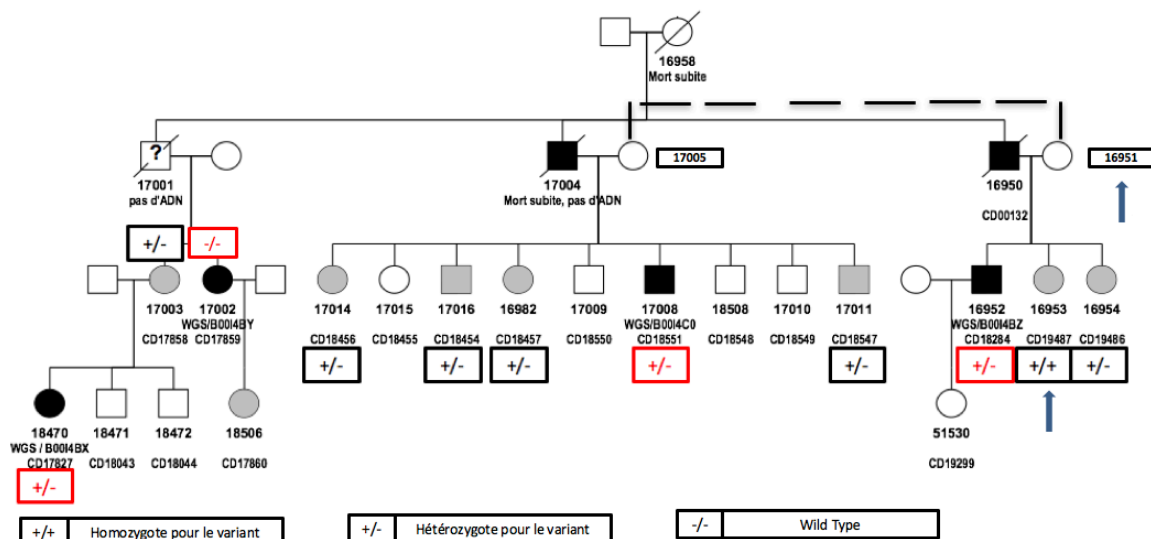 16958
Mort subite
?
17001
pas d'ADN
17004
Mort subite, pas d'ADN
17005
16950
CD00132
16951
+/-
-/-
17003
CD17858
17002
WGS/B00I4BY
CD17859
17014
CD18456
+/-
17015
CD18455
17016
CD18454
+/-
16982
CD18457
+/-
17009
CD18550
17008
WGS/B00I4C0
CD18551
+/-
18508
CD18548
17010
CD18549
17011
CD18547
+/-
16952
WGS/B00I4BZ
CD18284
+/-
16953
CD19487
+/+
16954
CD19486
+/-
18470
WGS / B00I4BX
CD17827
+/-
18471
CD18043
18472
CD18044
18506
CD17860
51530
CD19299
+/+ Homozygote pour le variant
+/- Hétérozygote pour le variant
-/- Wild Type